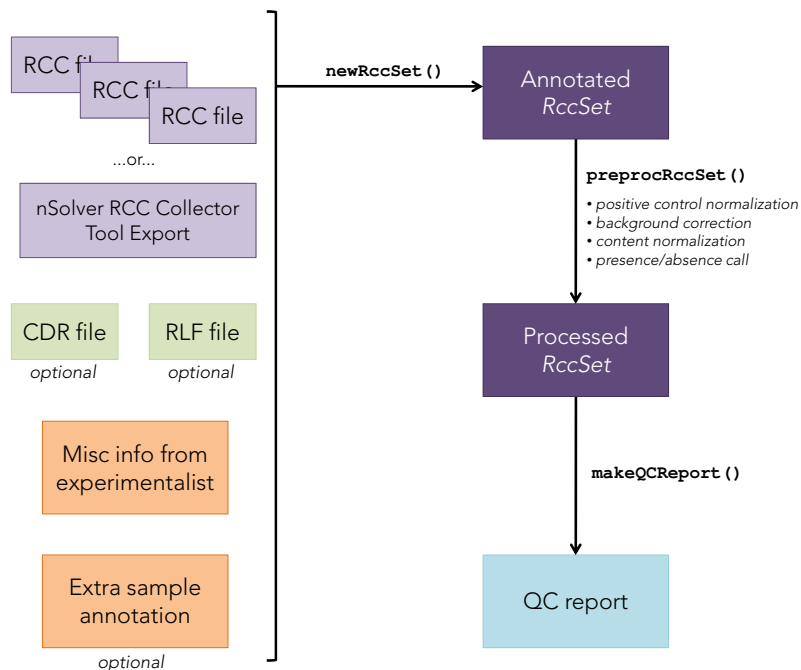 RCC file
RCC file
RCC file
...or...
nSolver RCC Collector
Tool Export
CDR file
optional
RLF file
optional
Misc info from
experimentalist
Extra sample
annotation
optional
newRccSet()
Annotated
RccSet
preprocRccSet()
• positive control normalization
• background correction
• content normalization
• presence/absence call
Processed
RccSet
makeQCReport()
QC report